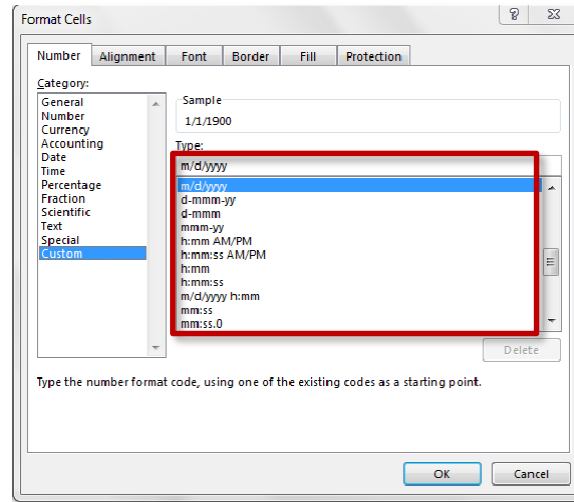 Format Cells
Number Alignment Font Border Fill Protection
Category:
General
Number
Currency
Accounting
Date
Time
Percentage
Fraction
Scientific
Text
Special
Custom
Sample
1/1/1900
Type:
m/d/yyyy
m/d/yyyy
d-mmm-yy
d-mmm
mmm-yy
h:mm AM/PM
h:mm:ss AM/PM
h:mm
h:mm:ss
m/d/yyyy h:mm
mm:ss
mm:ss.0
Delete
Type the number format code, using one of the existing codes as a starting point.
OK Cancel